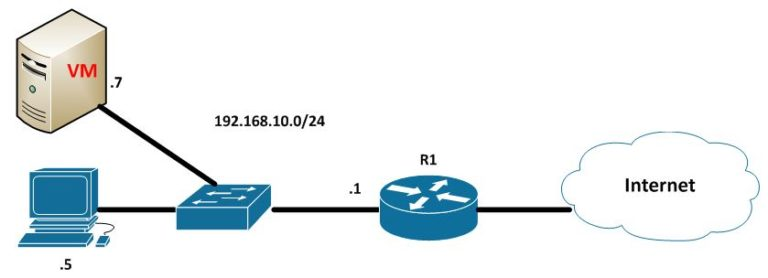 VM
.7
192.168.10.0/24
R1
.1
Internet
.5